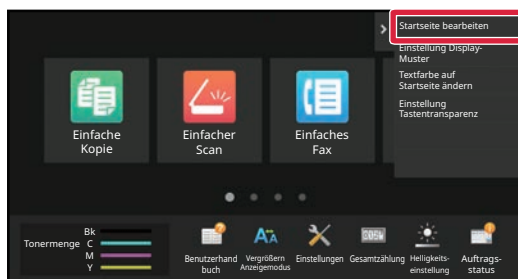 Startseite bearbeiten
Einstellung Display-
Muster
Textfarbe auf
Startseite ändern
Einstellung
Tastentransparenz
Einfache
Kopie
Einfacher
Scan
Einfaches
Fax
Tonermenge
Bk
C
M
Y
Benutzerhand
buch
Vergrößern
Anzeigemodus
Einstellungen
Gesamtzählung
Helligkeits-
einstellung
Auftrags-
status